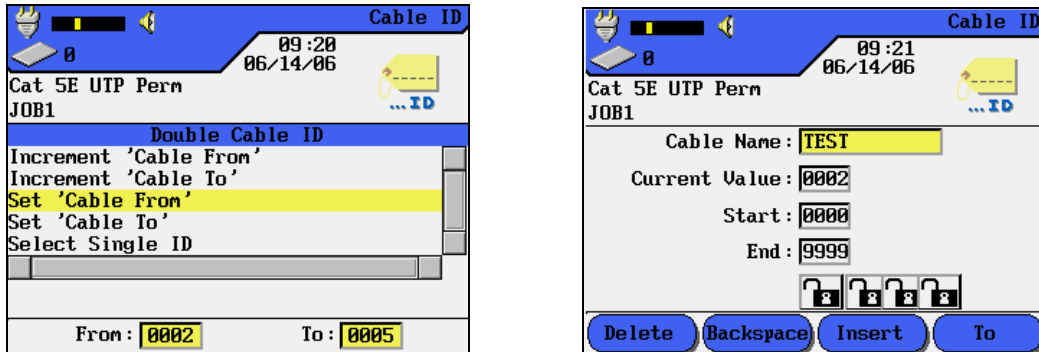 Cable ID
0
09:20
06/14/06
Cat 5E UTP Perm
JOB1
...ID
Double Cable ID
Increment 'Cable From'
Increment 'Cable To'
Set 'Cable From'
Set 'Cable To'
Select Single ID
From: 0002 To: 0005
Cable ID
0
09:21
06/14/06
Cat 5E UTP Perm
JOB1
...ID
Cable Name: TEST
Current Value: 0002
Start: 0000
End: 9999
Delete Backspace Insert To